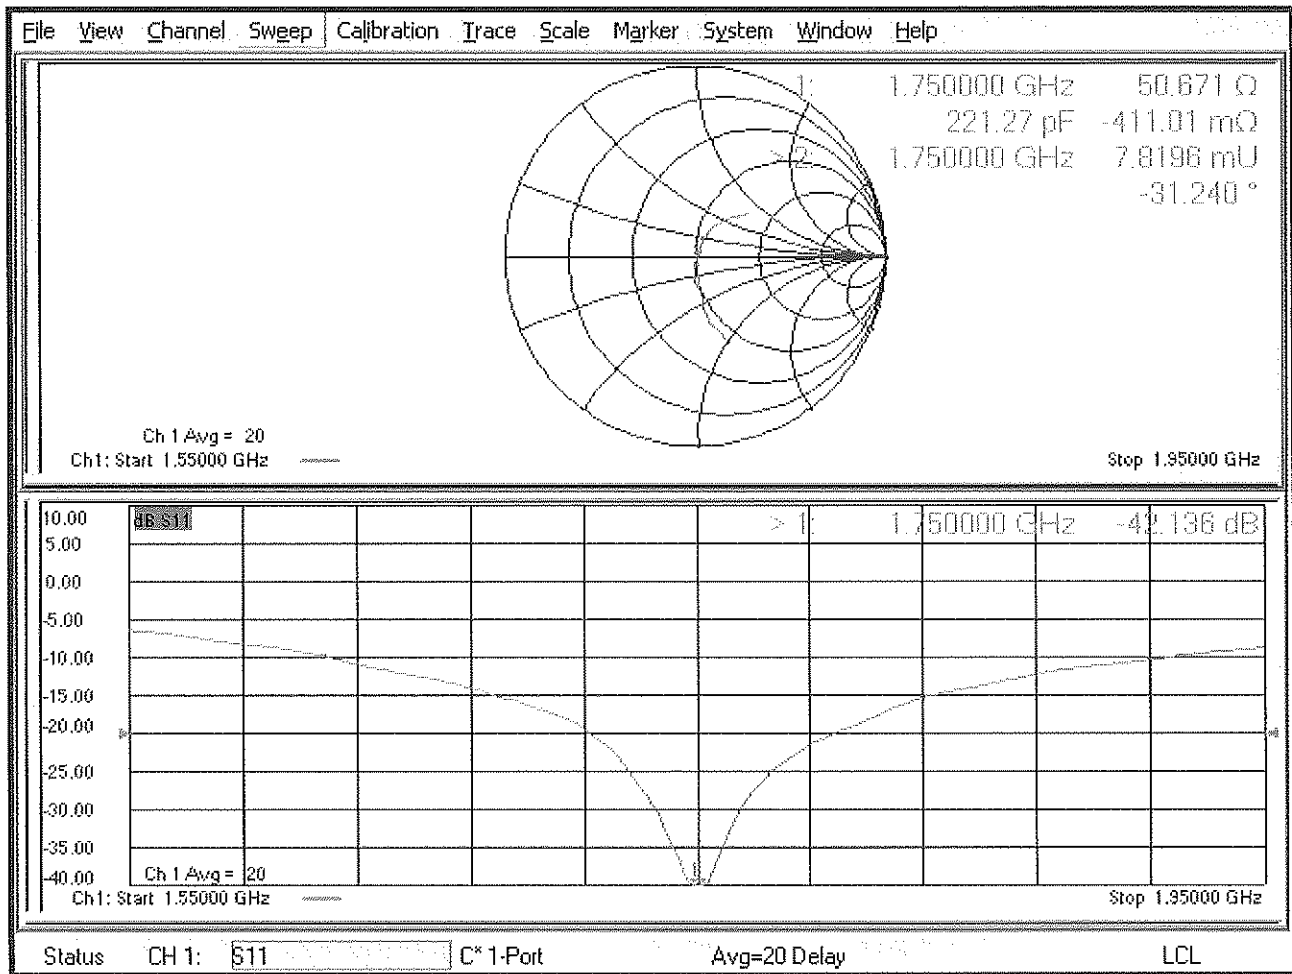 File View Channel Sweep Calibration Trace Scale Marker System Window Help
1: 1.750000 GHz 50.671 Ω
221.27 pF -411.01 mΩ
> 2: 1.750000 GHz 7.8196 mU
-31.240 °
Ch 1 Avg = 20
Ch1: Start 1.55000 GHz Stop 1.95000 GHz
10.00 dB S11 > 1: 1.750000 GHz -42.136 dB
5.00
0.00
-5.00
-10.00
-15.00
-20.00
-25.00
-30.00
-35.00
-40.00 Ch 1 Avg = 20
Ch1: Start 1.55000 GHz Stop 1.95000 GHz
Status CH 1: S11 C* 1-Port Avg=20 Delay LCL